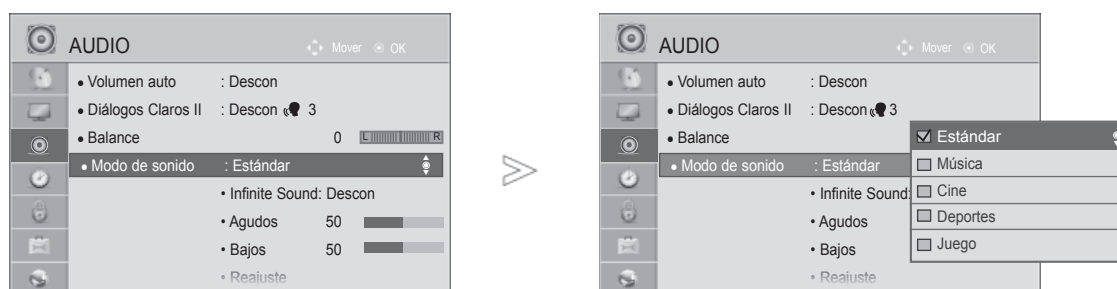 AUDIO
Mover OK
• Volumen auto : Descon
• Diálogos Claros II : Descon 3
• Balance 0 L R
• Modo de sonido : Estándar
• Infinite Sound: Descon
• Agudos 50
• Bajos 50
• Reajuste
AUDIO
Mover OK
• Volumen auto : Descon
• Diálogos Claros II : Descon 3
• Balance
• Modo de sonido : Estándar
• Infinite Sound:
• Agudos
• Bajos
• Reajuste
Estándar
Música
Cine
Deportes
Juego